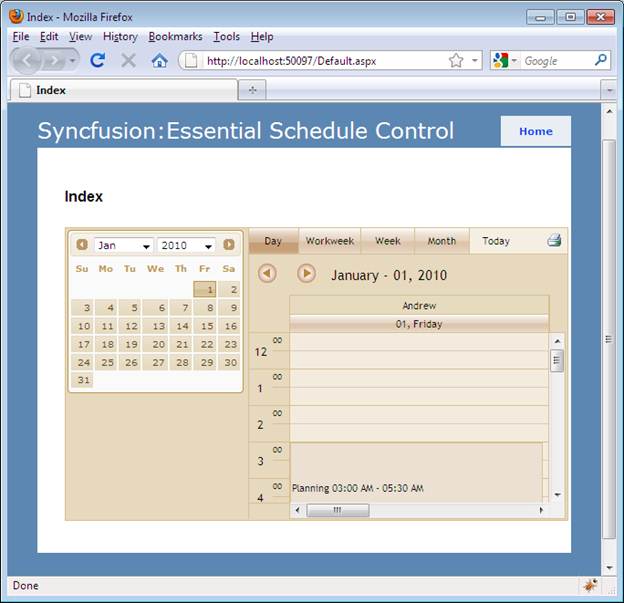 Index - Mozilla Firefox
File Edit View History Bookmarks Tools Help
http://localhost:50097/Default.aspx
Google
Index
Syncfusion:Essential Schedule Control
Home
Index
Jan 2010
Day Workweek Week Month Today
Su Mo Tu We Th Fr Sa
January - 01, 2010
1 2
3 4 5 6 7 8 9
10 11 12 13 14 15 16
17 18 19 20 21 22 23
24 25 26 27 28 29 30
31
Andrew
01, Friday
12 00
1 00
2 00
3 00
Planning 03:00 AM - 05:30 AM
4 00
Done